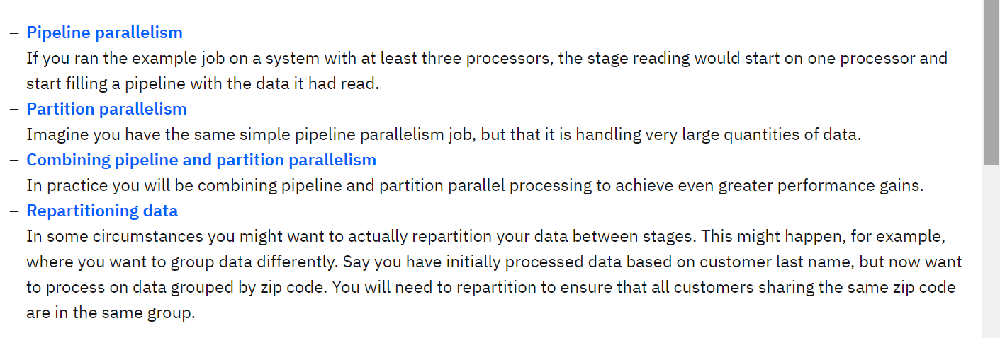 – Pipeline parallelism
If you ran the example job on a system with at least three processors, the stage reading would start on one processor and
start filling a pipeline with the data it had read.
– Partition parallelism
Imagine you have the same simple pipeline parallelism job, but that it is handling very large quantities of data.
– Combining pipeline and partition parallelism
In practice you will be combining pipeline and partition parallel processing to achieve even greater performance gains.
– Repartitioning data
In some circumstances you might want to actually repartition your data between stages. This might happen, for example,
where you want to group data differently. Say you have initially processed data based on customer last name, but now want
to process on data grouped by zip code. You will need to repartition to ensure that all customers sharing the same zip code
are in the same group.